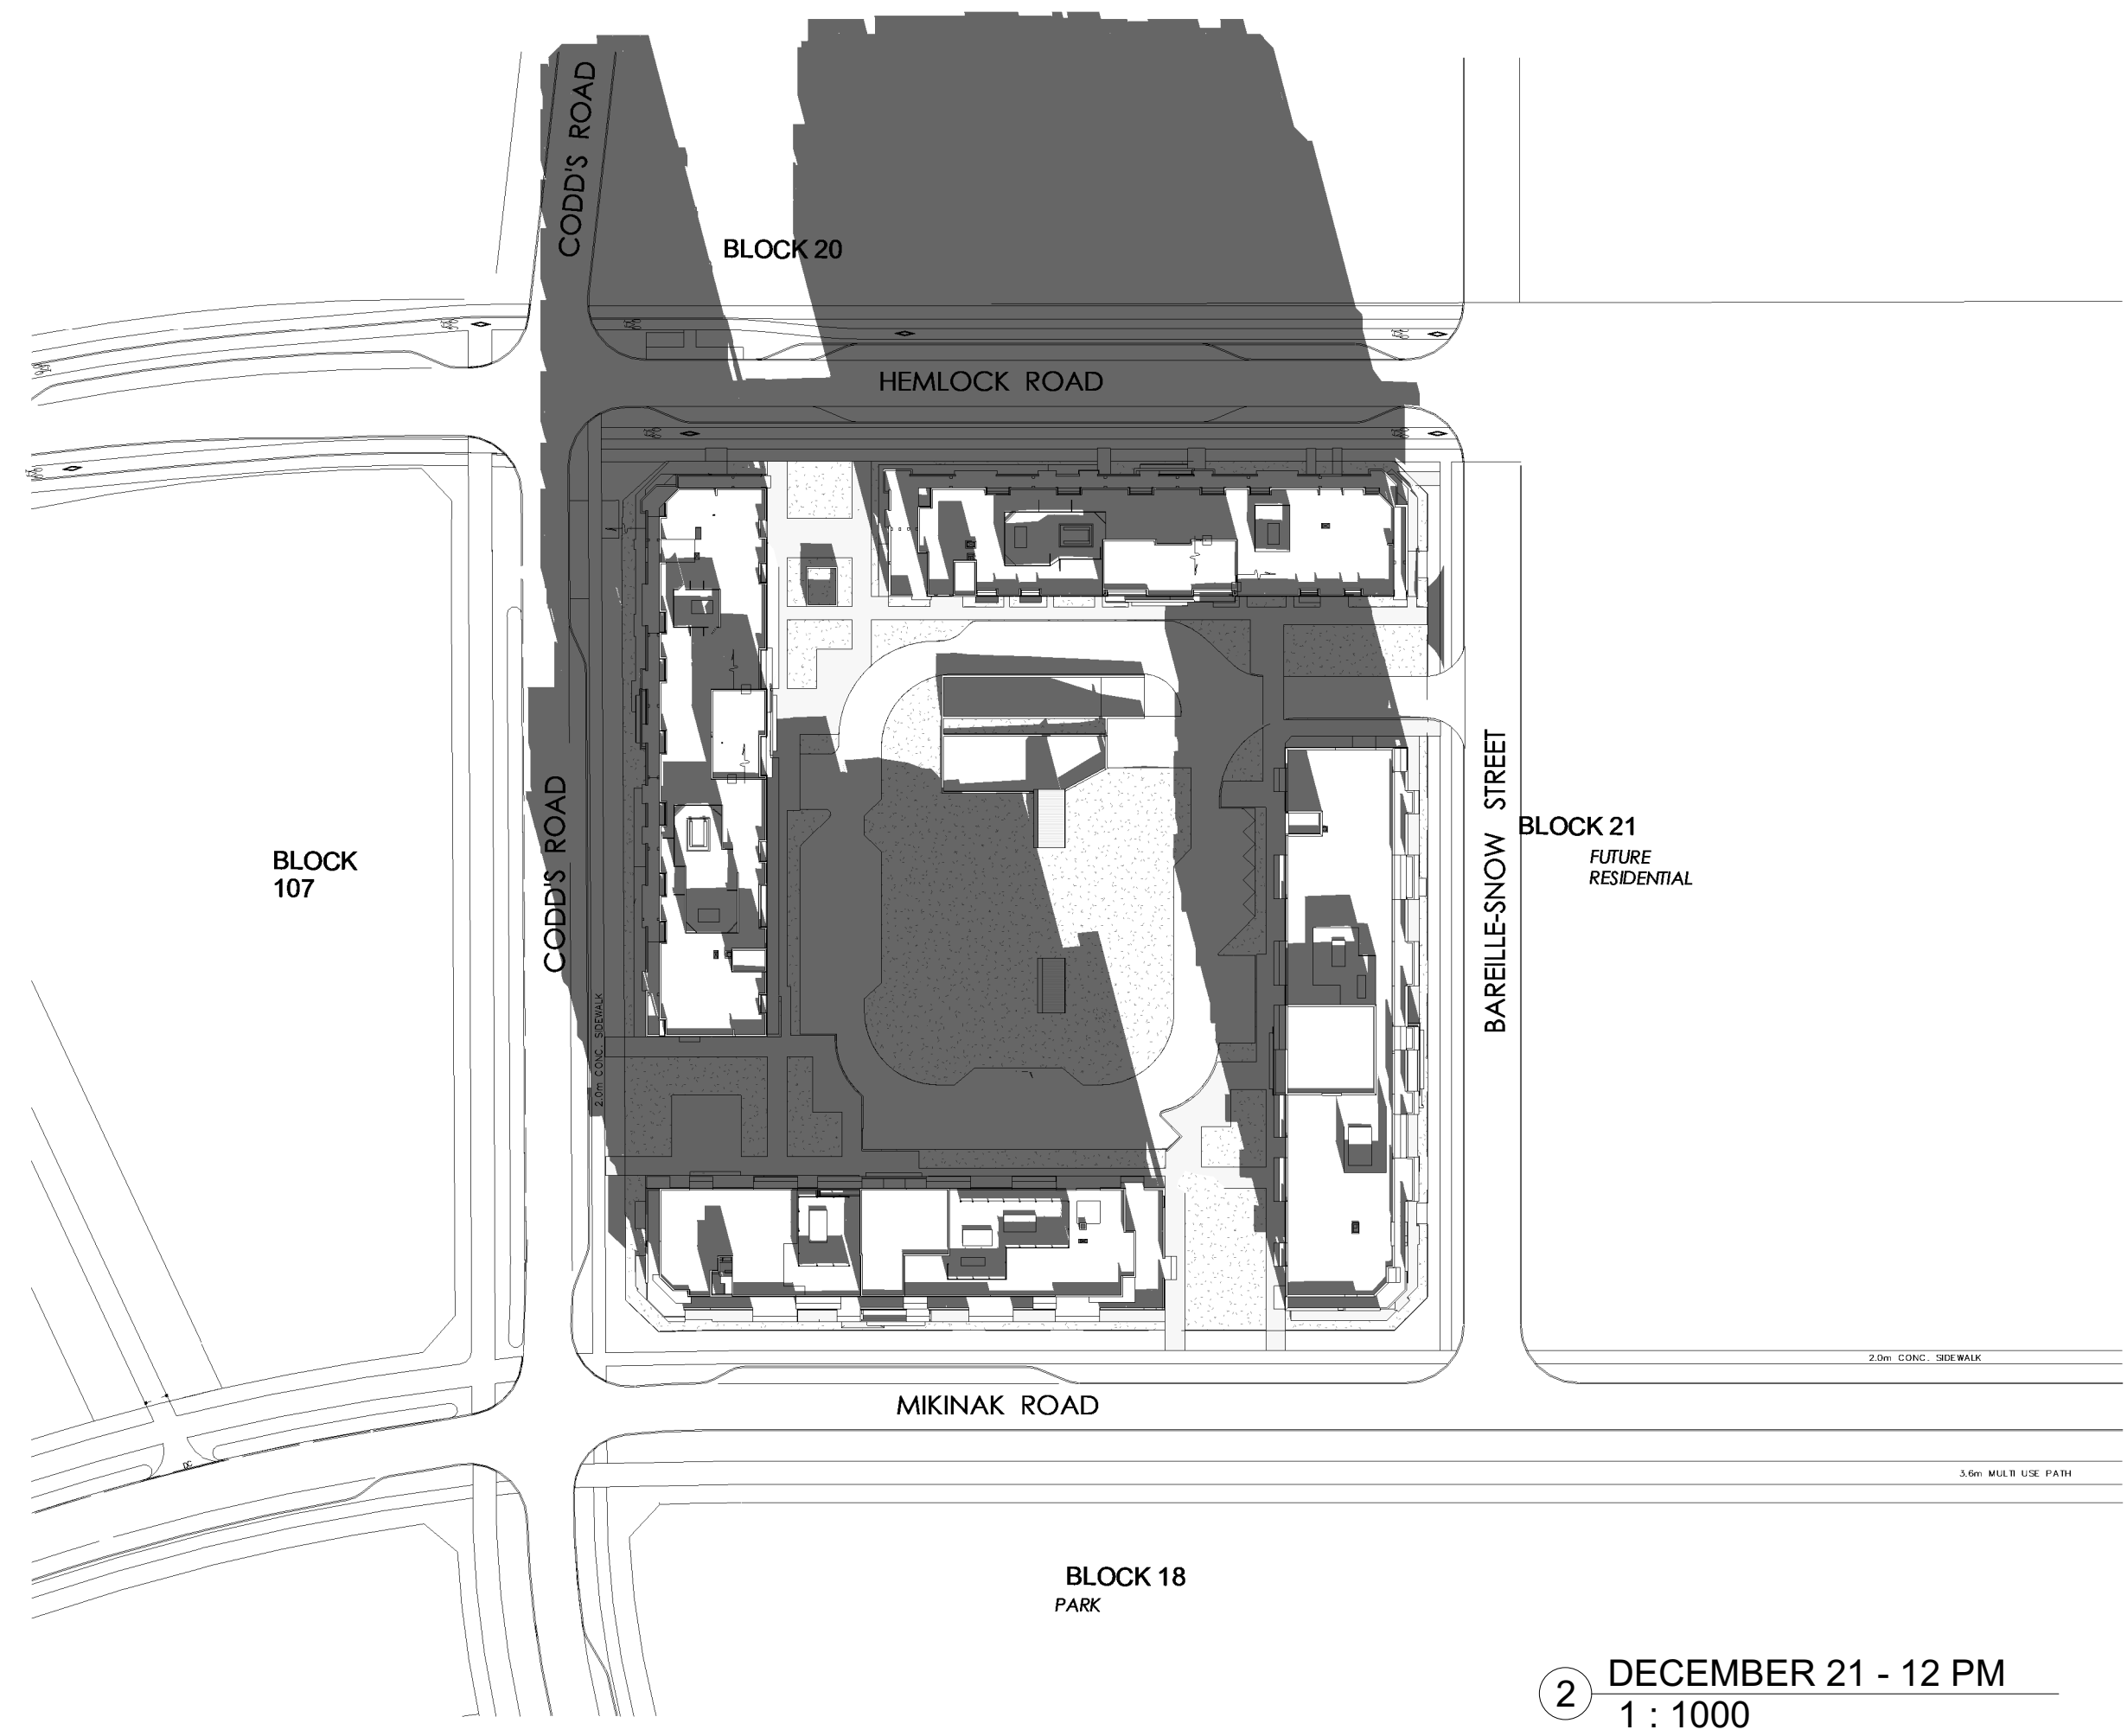 CODD'S ROAD
BLOCK 20
HEMLOCK ROAD
BLOCK
107
CODD'S ROAD
2.0m CONC. SIDEWALK
BAREILLE-SNOW STREET
BLOCK 21
FUTURE
RESIDENTIAL
2.0m CONC. SIDEWALK
MIKINAK ROAD
DC
3.6m MULTI USE PATH
BLOCK 18
PARK
2
DECEMBER 21 - 12 PM
1 : 1000